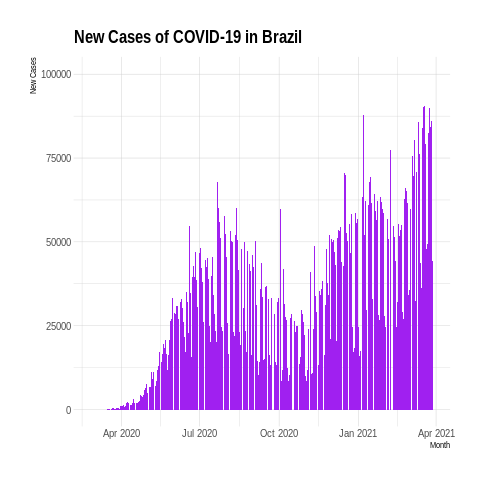 New Cases of COVID-19 in Brazil
New Cases
100000
75000
50000
25000
0
Apr 2020 Jul 2020 Oct 2020 Jan 2021 Apr 2021
Month